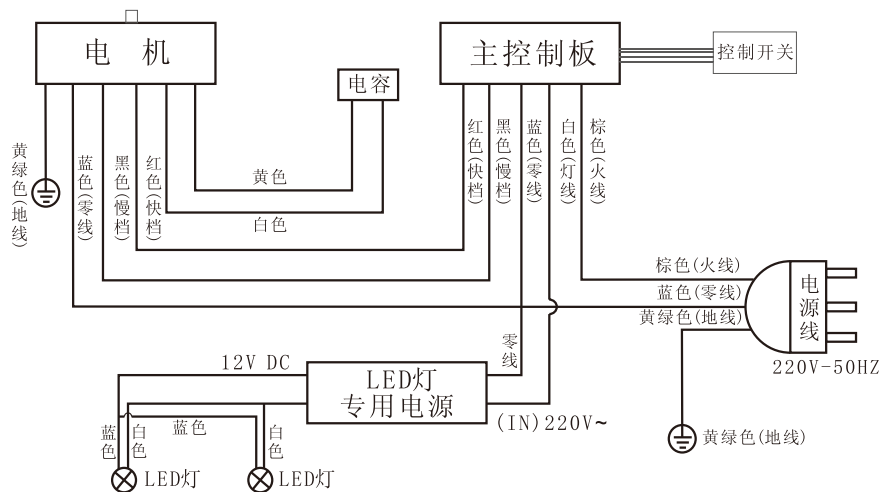 电 机
主控制板
控制开关
电容
黄绿色(地线)
蓝色(零线)
黑色(慢档)
红色(快档)
黄色
白色
红色(快档)
黑色(慢档)
蓝色(零线)
白色(灯线)
棕色(火线)
棕色(火线)
蓝色(零线)
黄绿色(地线)
电源线
220V-50HZ
零线
12V DC
LED灯
专用电源
(IN)220V~
蓝色
白色
蓝色
白色
LED灯
LED灯
黄绿色(地线)